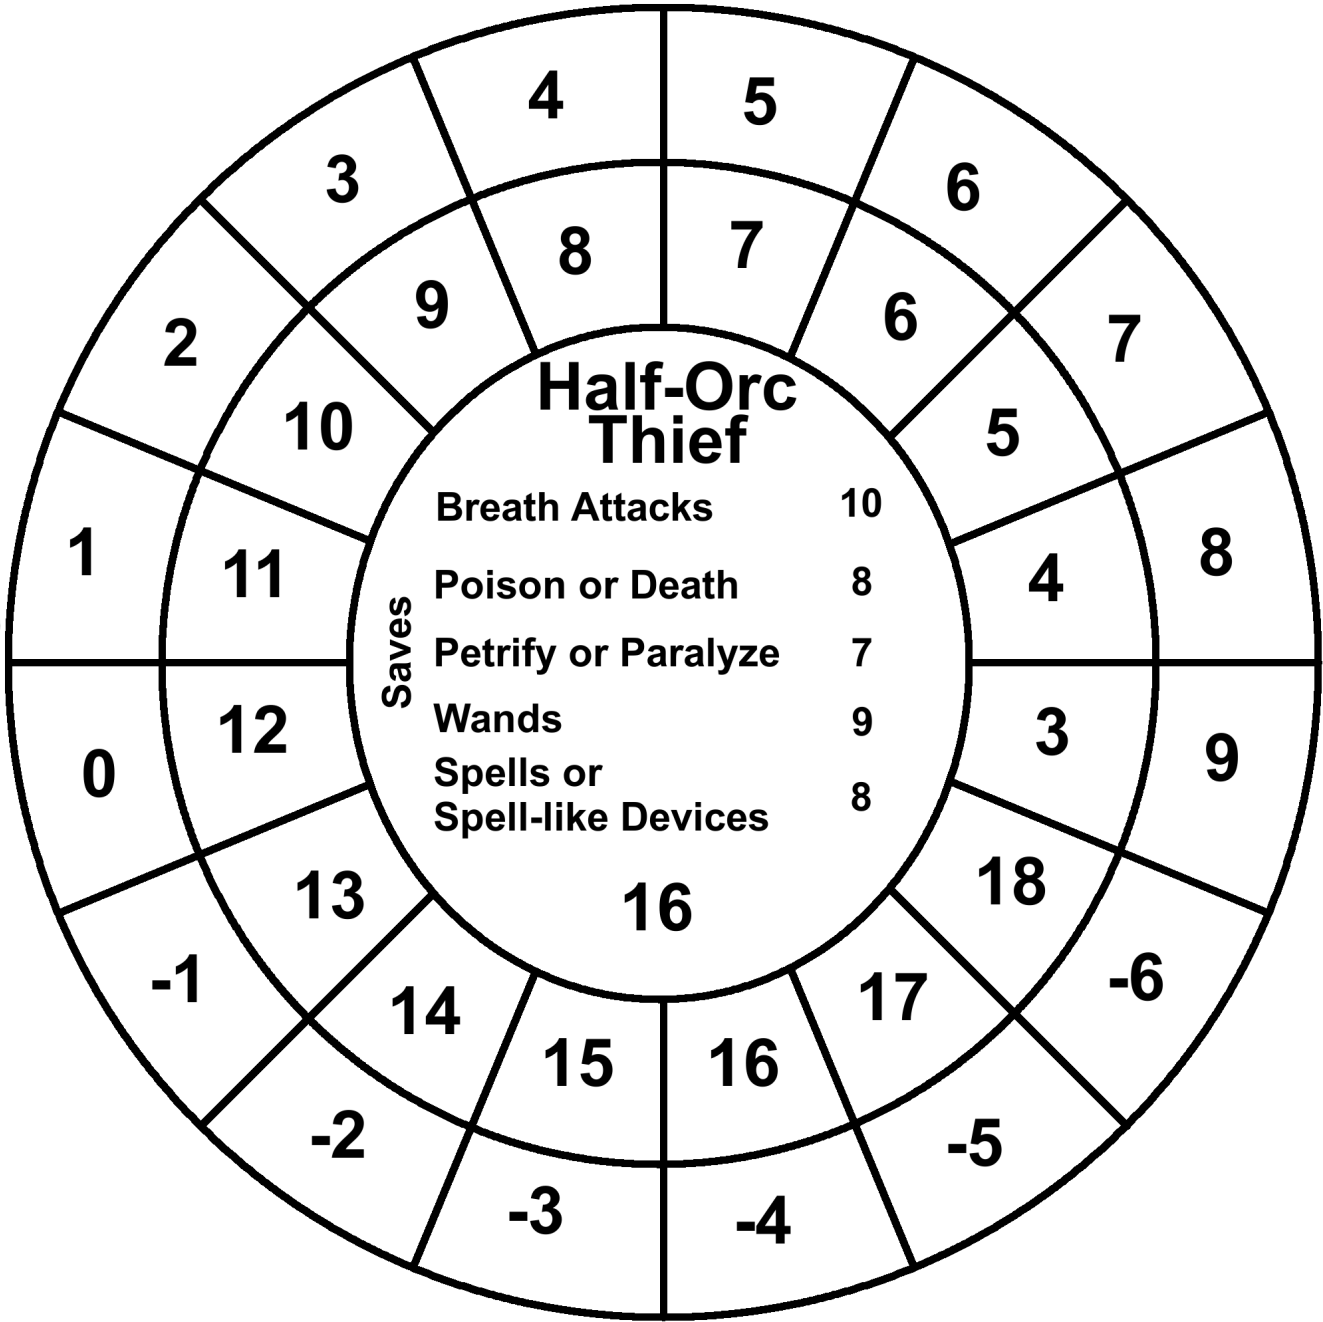 4 5
3 6
8 7
2 9 6 7
10 5
Half-Orc
Thief
Breath Attacks 10
1 11 4 8
Poison or Death 8
Saves
Petrify or Paralyze 7
Wands 9
0 12 3 9
Spells or
Spell-like Devices 8
13 18
16
-1 14 17 -6
15 16
-2 -5
-3 -4